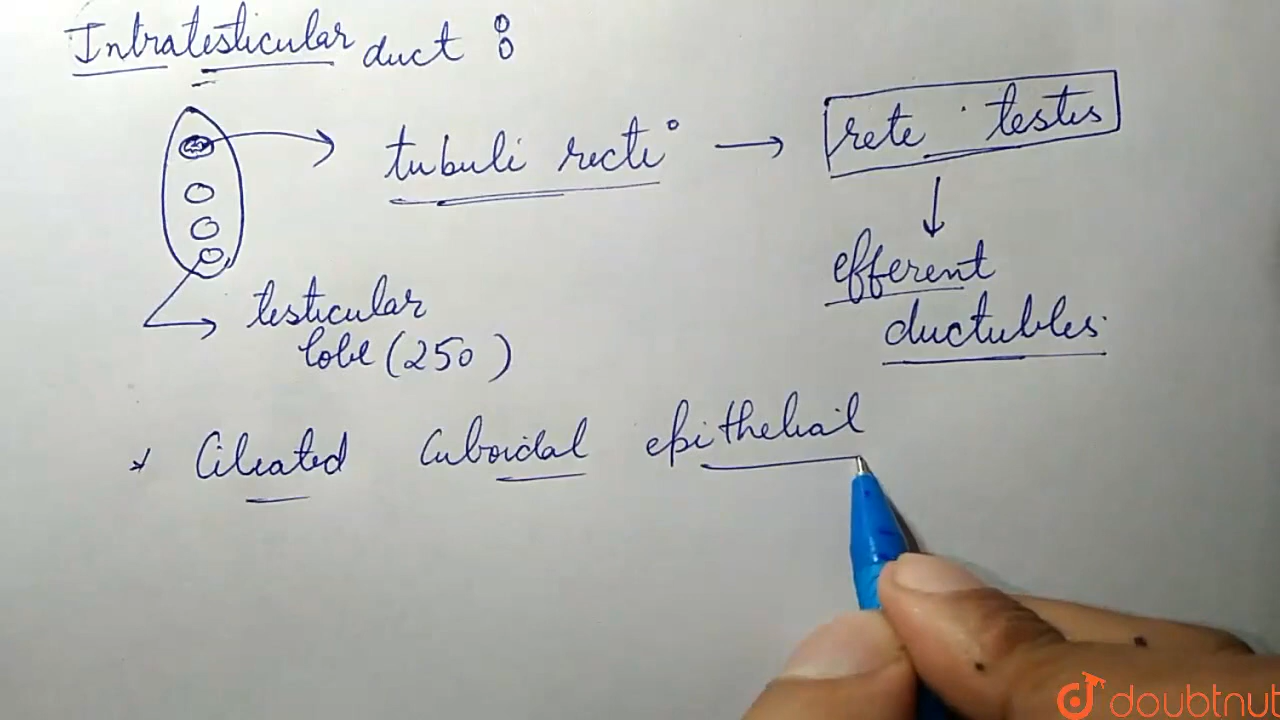 Intratesticular duct :
tubuli recti → rete testis
efferent
ductubles
testicular
lobe (250)
* Ciliated Cuboidal epithelial
doubtnut